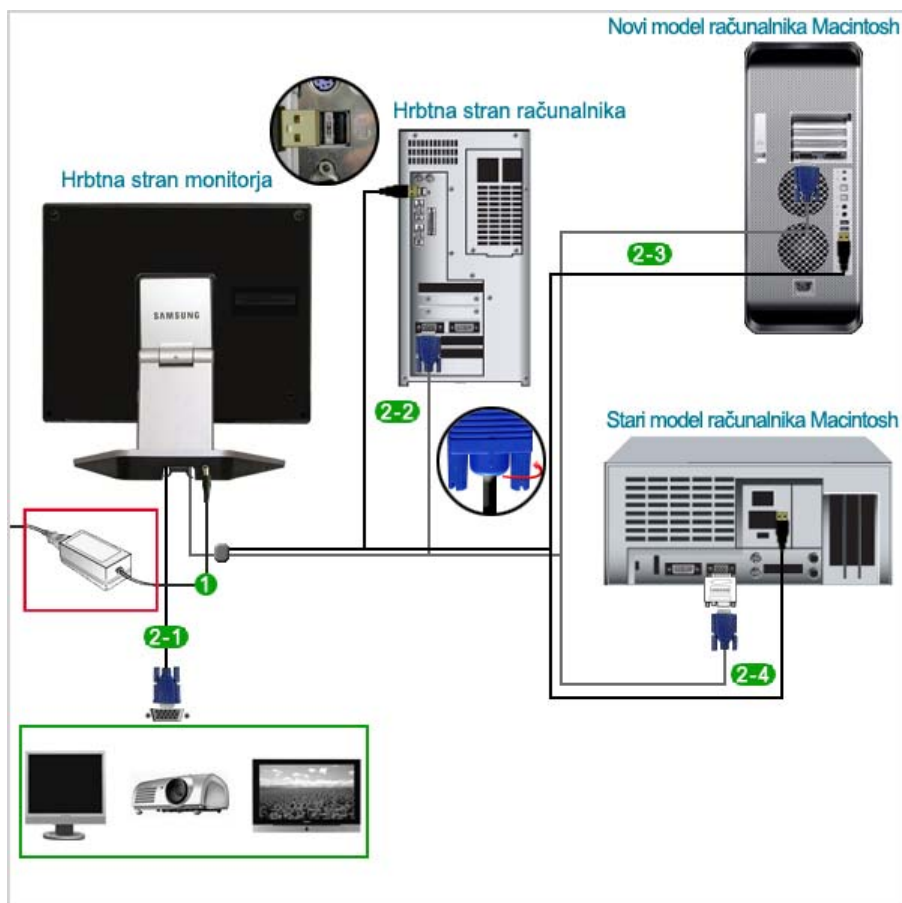 Novi model računalnika Macintosh
Hrbtna stran računalnika
Hrbtna stran monitorja
SAMSUNG
2-3
2-2
Stari model računalnika Macintosh
1
2-1
2-4